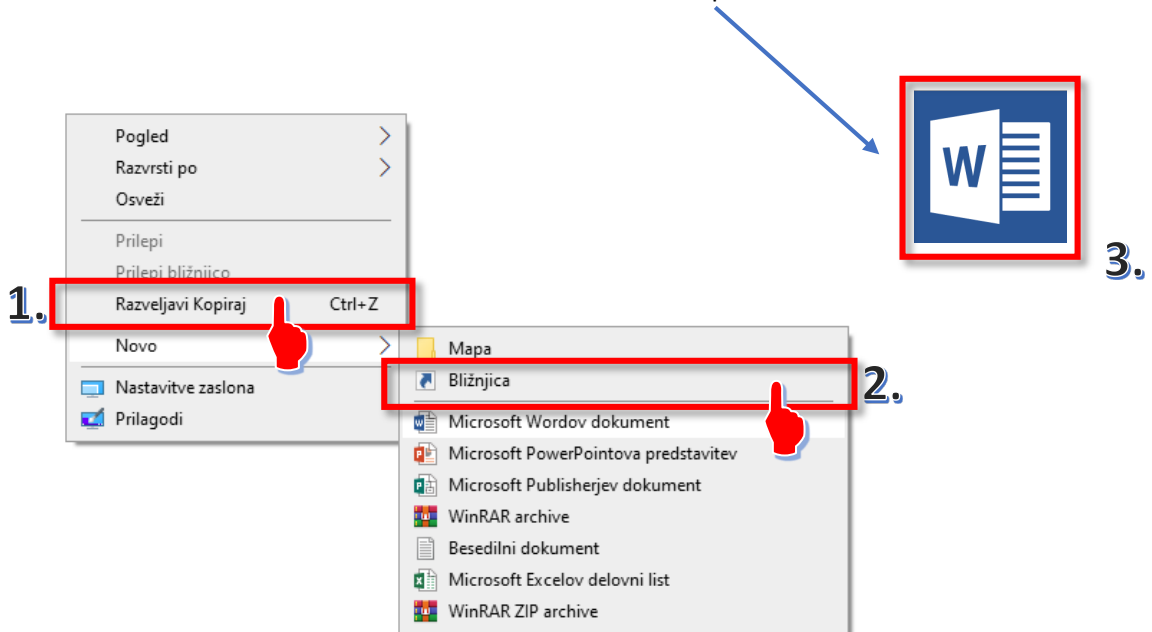 Pogled
Razvrsti po
Osveži
Prilepi
Prilepi bližnjico
1.
Razveljavi Kopiraj Ctrl+Z
Novo
Nastavitve zaslona
Prilagodi
Mapa
Bližnjica
2.
Microsoft Wordov dokument
Microsoft PowerPointova predstavitev
Microsoft Publisherjev dokument
WinRAR archive
Besedilni dokument
Microsoft Excelov delovni list
WinRAR ZIP archive
W
3.